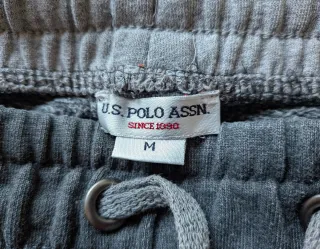 U.S. POLO ASSN.
SINCE 1890
M